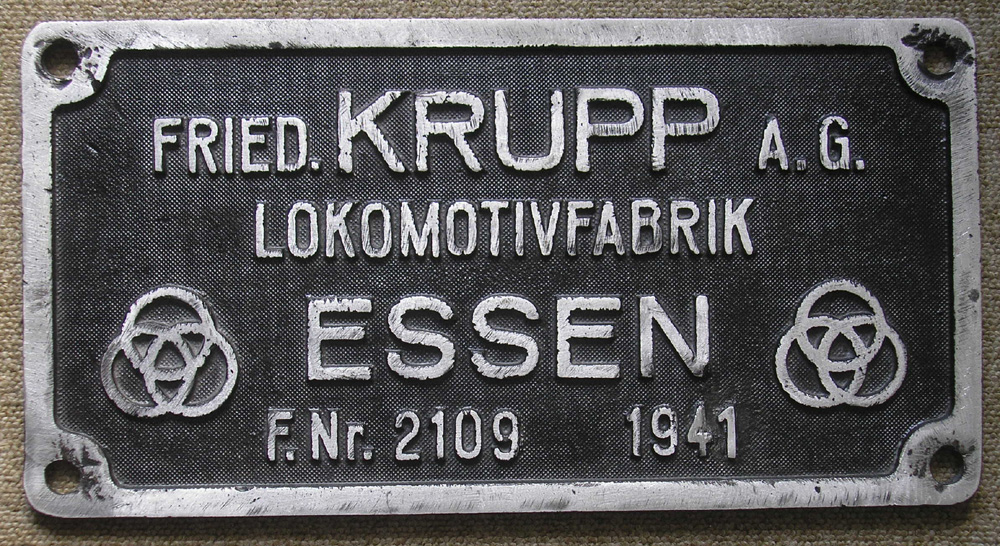 FRIED. KRUPP A.G.
LOKOMOTIVFABRIK
ESSEN
F.Nr. 2109 1941